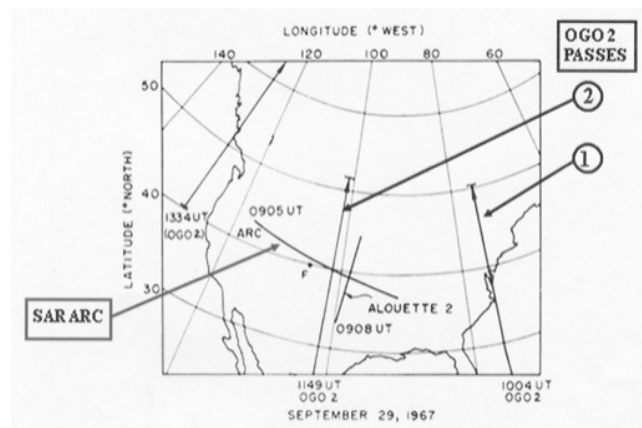 LONGITUDE (° WEST)
140
120
100
80
60
OGO 2
PASSES
50
40
30
LATITUDE (°NORTH)
2
1
1334 UT
(OGO 2)
0905 UT
ARC
F
SAR ARC
ALOUETTE 2
0908 UT
1149 UT
OGO 2
1004 UT
OGO 2
SEPTEMBER 29, 1967